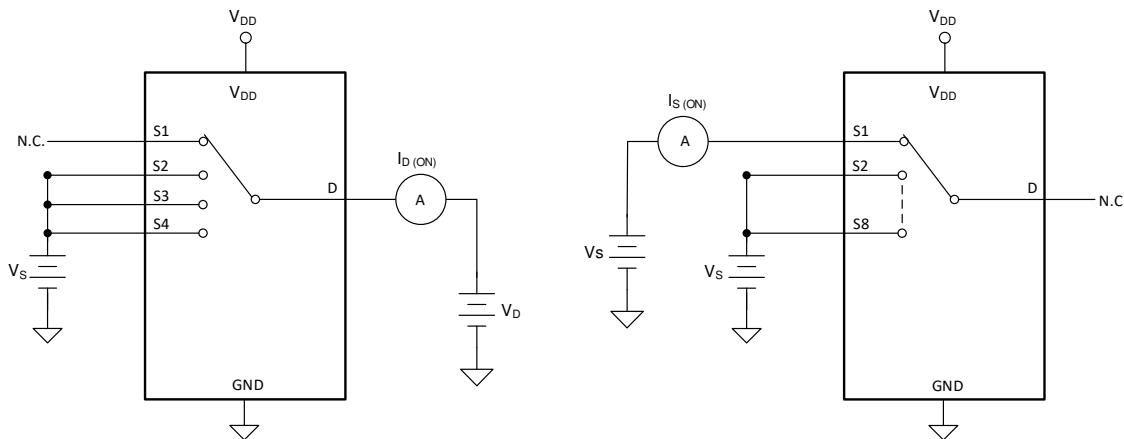 VDD
VDD
N.C.
S1
S2
S3
S4
D
ID (ON)
A
VS
VD
GND
VDD
VDD
IS (ON)
A
S1
S2
S8
D
N.C
VS
VS
GND